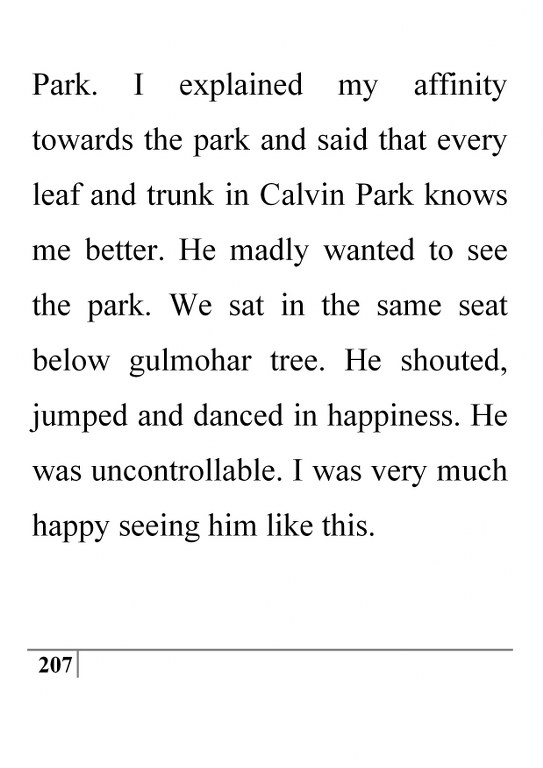 Park. I explained my affinity
towards the park and said that every
leaf and trunk in Calvin Park knows
me better. He madly wanted to see
the park. We sat in the same seat
below gulmohar tree. He shouted,
jumped and danced in happiness. He
was uncontrollable. I was very much
happy seeing him like this.
207